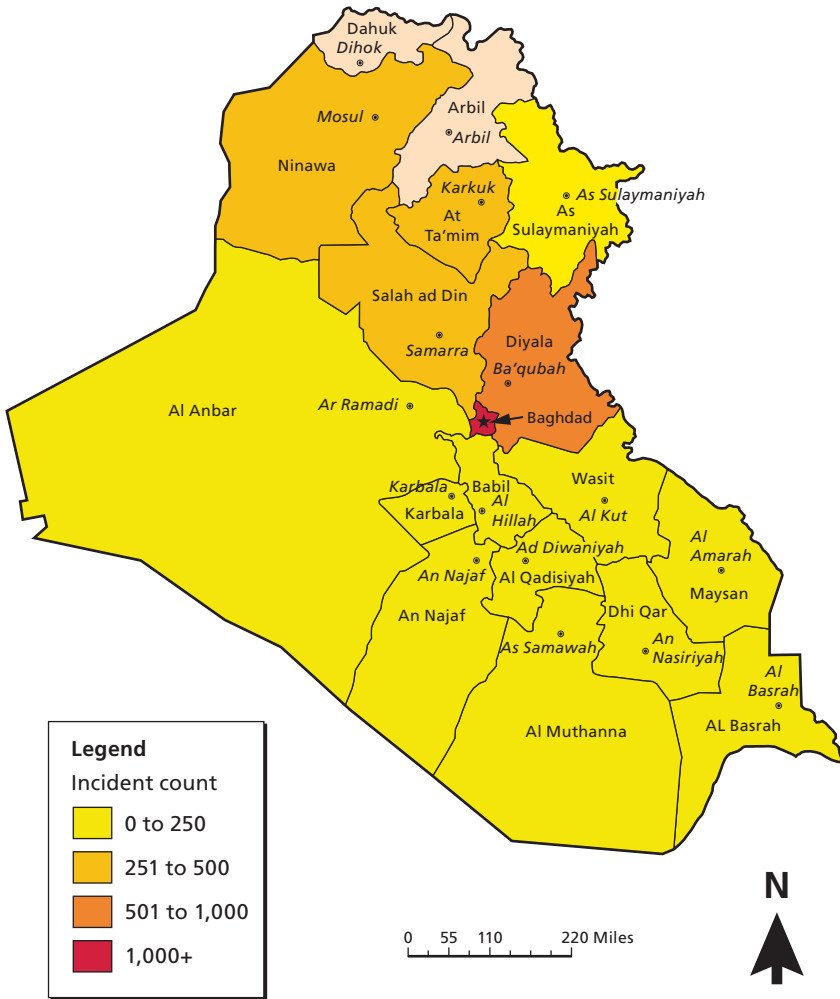 Dahuk
Dihok
Mosul
Arbil
Arbil
Ninawa
Karkuk
At
Ta'mim
As Sulaymaniyah
As
Sulaymaniyah
Salah ad Din
Samarra
Diyala
Ba'qubah
Al Anbar
Ar Ramadi
Baghdad
Karbala
Karbala
Babil
Al
Hillah
Wasit
Al Kut
Al
Amarah
Maysan
An Najaf
An Najaf
Ad Diwaniyah
Al Qadisiyah
Dhi Qar
An
Nasiriyah
As Samawah
Al
Basrah
AL Basrah
Al Muthanna
Legend
Incident count
0 to 250
251 to 500
501 to 1,000
1,000+
0 55 110 220 Miles
N